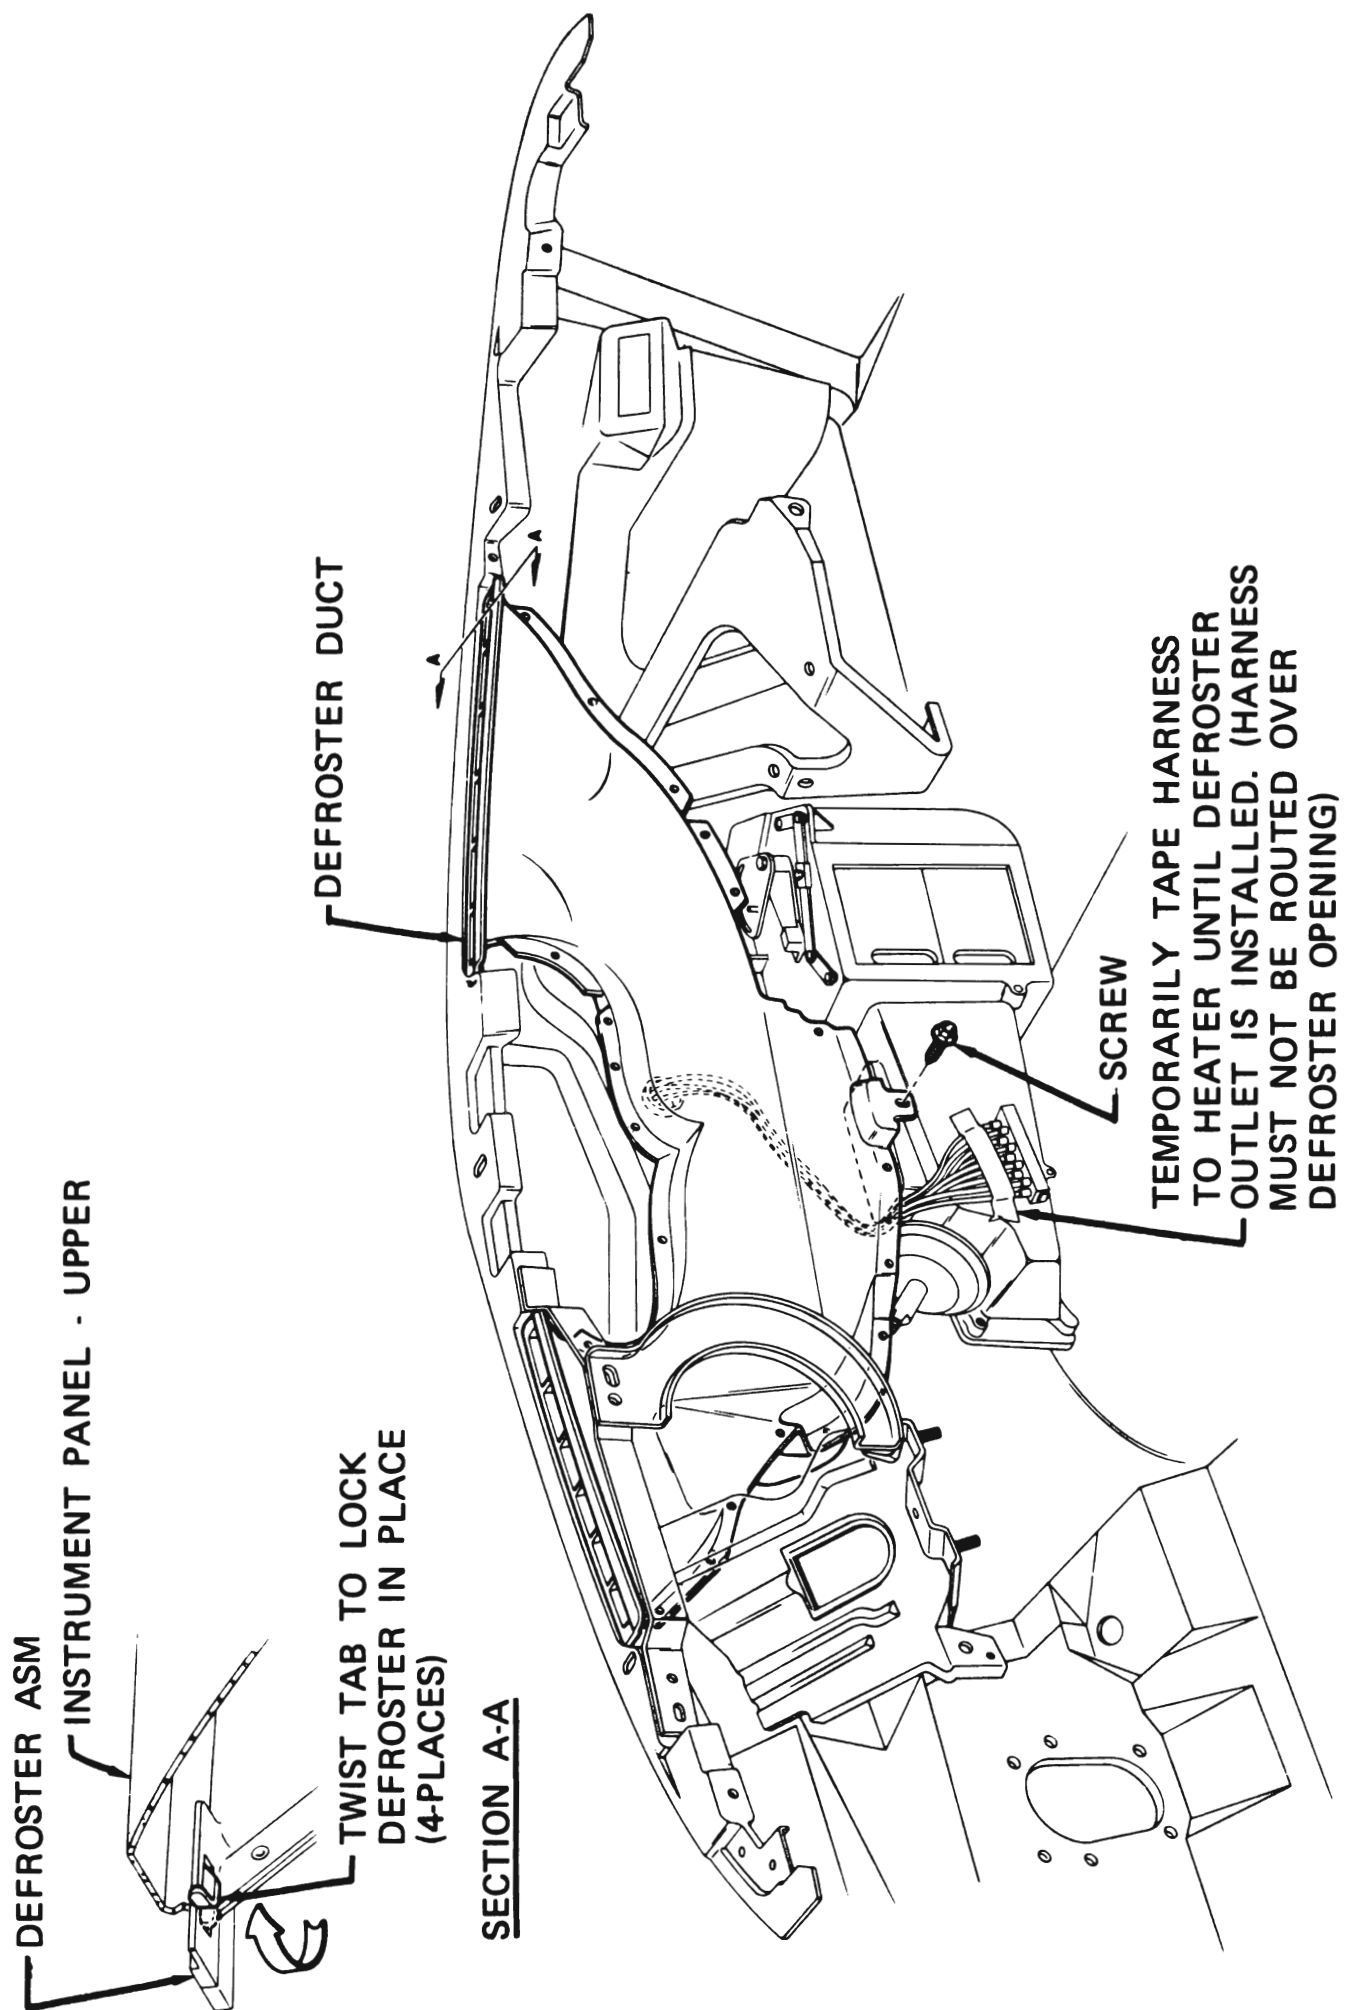 DEFROSTER ASM
INSTRUMENT PANEL - UPPER
TWIST TAB TO LOCK
DEFROSTER IN PLACE
(4-PLACES)
SECTION A-A
DEFROSTER DUCT
A
A
SCREW
TEMPORARILY TAPE HARNESS
TO HEATER UNTIL DEFROSTER
OUTLET IS INSTALLED. (HARNESS
MUST NOT BE ROUTED OVER
DEFROSTER OPENING)